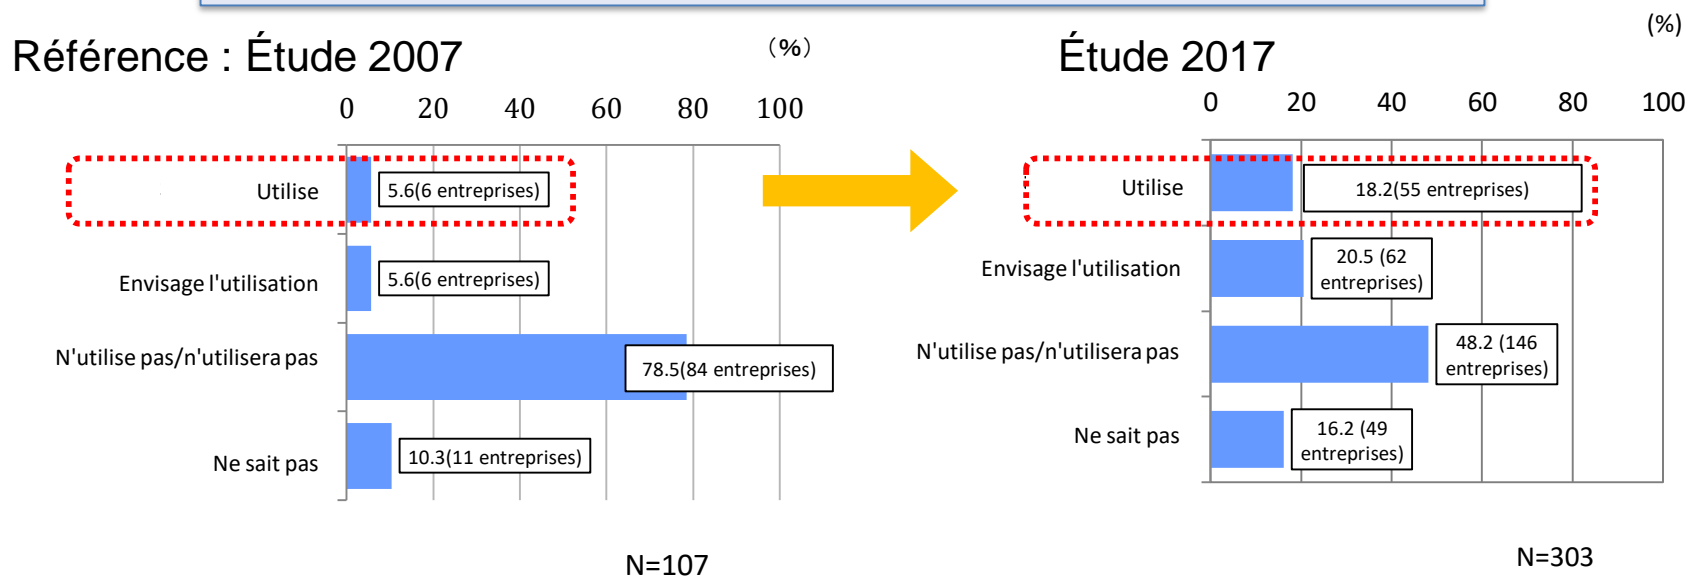 Référence : Étude 2007
（%）
0 20 40 60 80 100
Utilise
5.6(6 entreprises)
Envisage l'utilisation
5.6(6 entreprises)
N'utilise pas/n'utilisera pas
78.5(84 entreprises)
Ne sait pas
10.3(11 entreprises)
N=107
Étude 2017
(%)
0 20 40 60 80 100
Utilise
18.2(55 entreprises)
Envisage l'utilisation
20.5 (62
entreprises)
N'utilise pas/n'utilisera pas
48.2 (146
entreprises)
Ne sait pas
16.2 (49
entreprises)
N=303